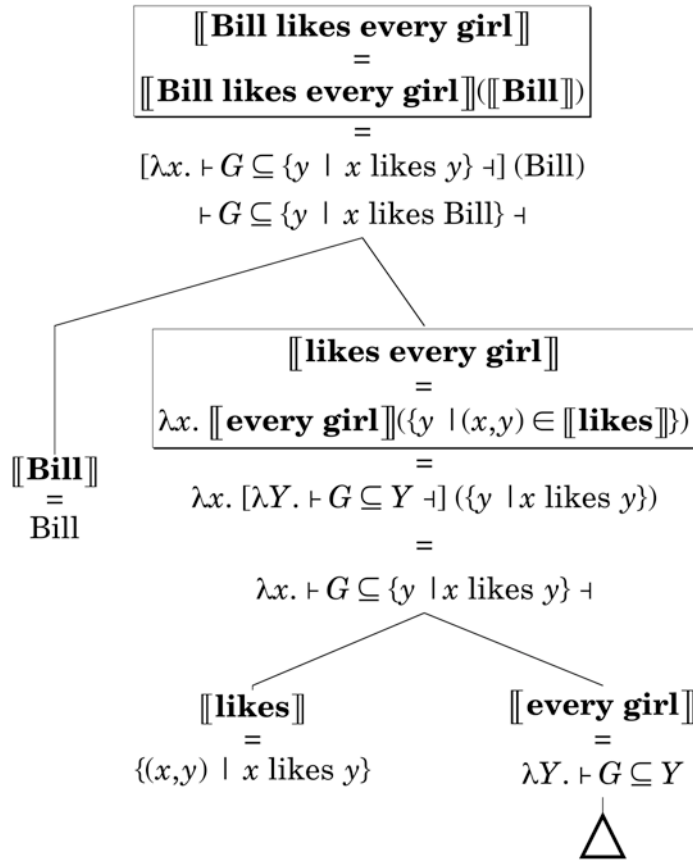 ⟦Bill likes every girl⟧
=
⟦Bill likes every girl⟧(⟦Bill⟧)
=
[λx. ⊢ G ⊆ {y | x likes y} ⊣] (Bill)
⊢ G ⊆ {y | x likes Bill} ⊣
⟦likes every girl⟧
=
λx. ⟦every girl⟧({y | (x,y) ∈ ⟦likes⟧})
=
λx. [λY. ⊢ G ⊆ Y ⊣] ({y | x likes y})
=
λx. ⊢ G ⊆ {y | x likes y} ⊣
⟦Bill⟧
=
Bill
⟦likes⟧
=
{(x,y) | x likes y}
⟦every girl⟧
=
λY. ⊢ G ⊆ Y